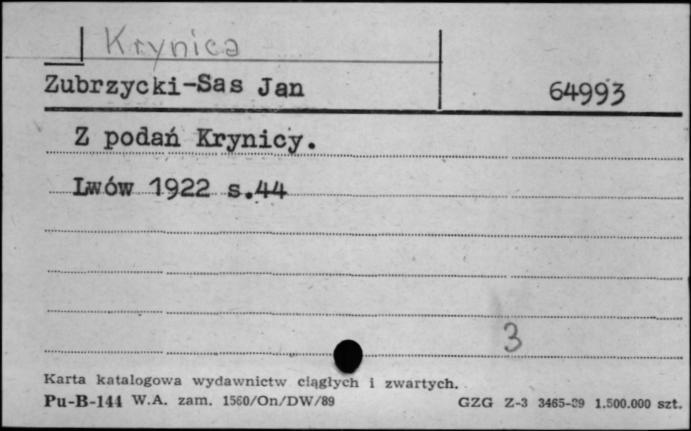 Krynica
Zubrzycki-Sas Jan 64993
Z podań Krynicy.
Lwów 1922 s.44
3
Karta katalogowa wydawnictw ciągłych i zwartych.
Pu-B-144 W.A. zam. 1560/On/DW/89 GZG Z-3 3465-89 1.500.000 szt.